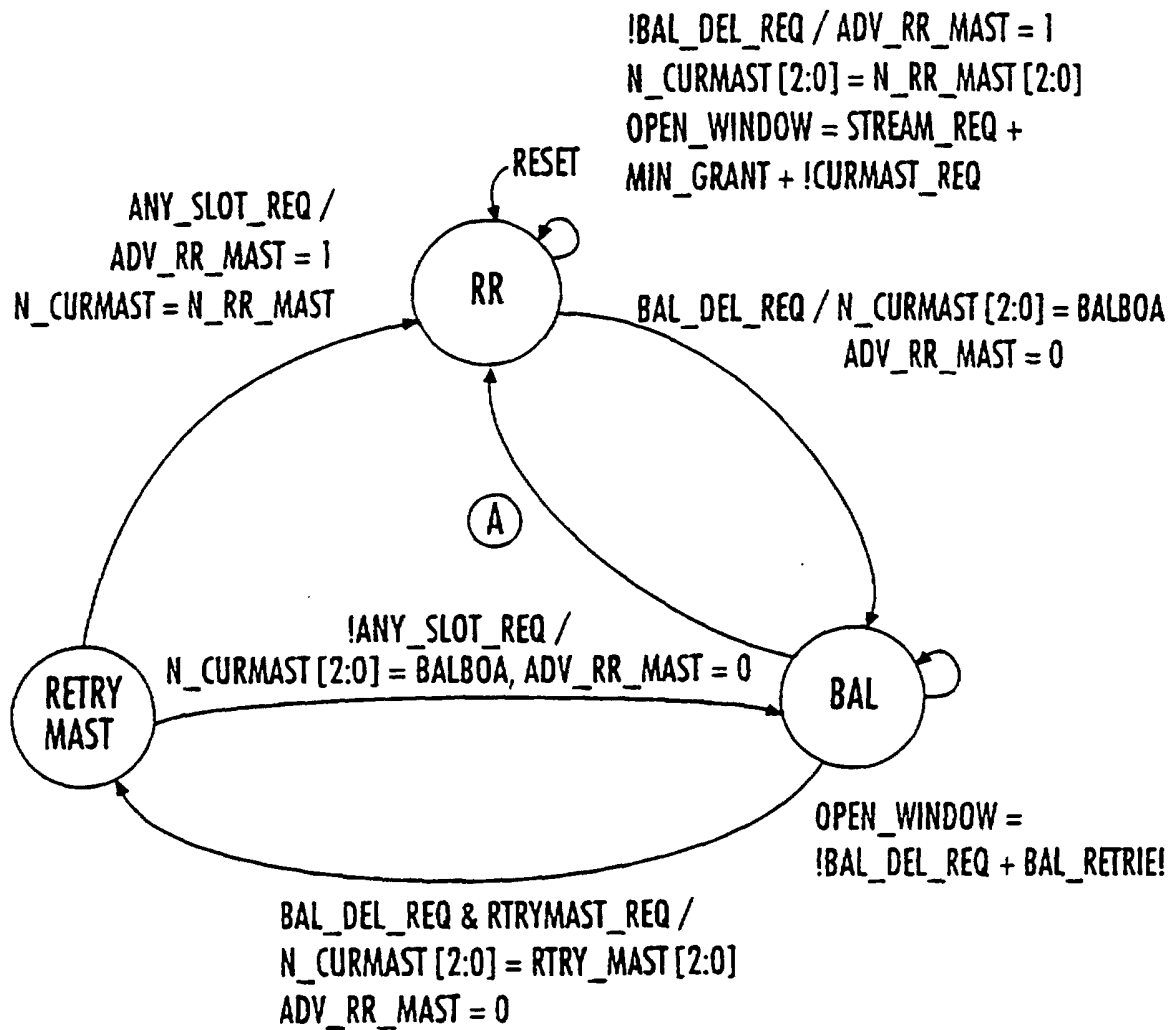 !BAL_DEL_REQ / ADV_RR_MAST = 1
N_CURMAST [2:0] = N_RR_MAST [2:0]
OPEN_WINDOW = STREAM_REQ +
MIN_GRANT + !CURMAST_REQ
RESET
ANY_SLOT_REQ /
ADV_RR_MAST = 1
N_CURMAST = N_RR_MAST
RR
BAL_DEL_REQ / N_CURMAST [2:0] = BALBOA
ADV_RR_MAST = 0
A
!ANY_SLOT_REQ /
N_CURMAST [2:0] = BALBOA, ADV_RR_MAST = 0
RETRY
MAST
BAL
OPEN_WINDOW =
!BAL_DEL_REQ + BAL_RETRIE!
BAL_DEL_REQ & RTRYMAST_REQ /
N_CURMAST [2:0] = RTRY_MAST [2:0]
ADV_RR_MAST = 0